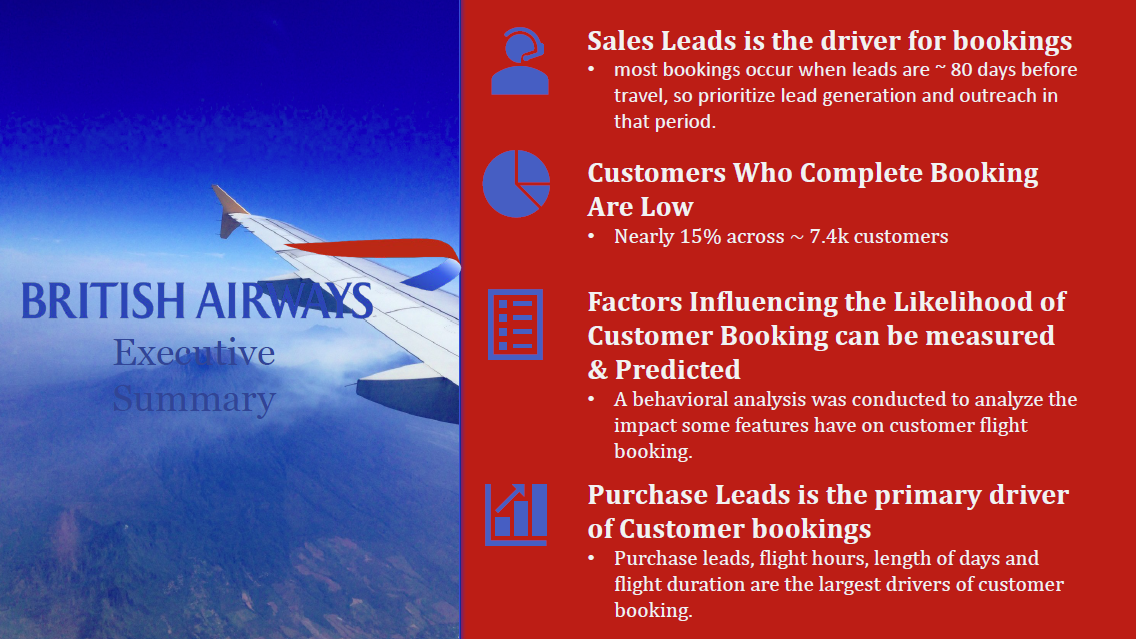 BRITISH AIRWAYS
Executive
Summary
Sales Leads is the driver for bookings
• most bookings occur when leads are ~ 80 days before
travel, so prioritize lead generation and outreach in
that period.
Customers Who Complete Booking
Are Low
• Nearly 15% across ~ 7.4k customers
Factors Influencing the Likelihood of
Customer Booking can be measured
& Predicted
• A behavioral analysis was conducted to analyze the
impact some features have on customer flight
booking.
Purchase Leads is the primary driver
of Customer bookings
• Purchase leads, flight hours, length of days and
flight duration are the largest drivers of customer
booking.